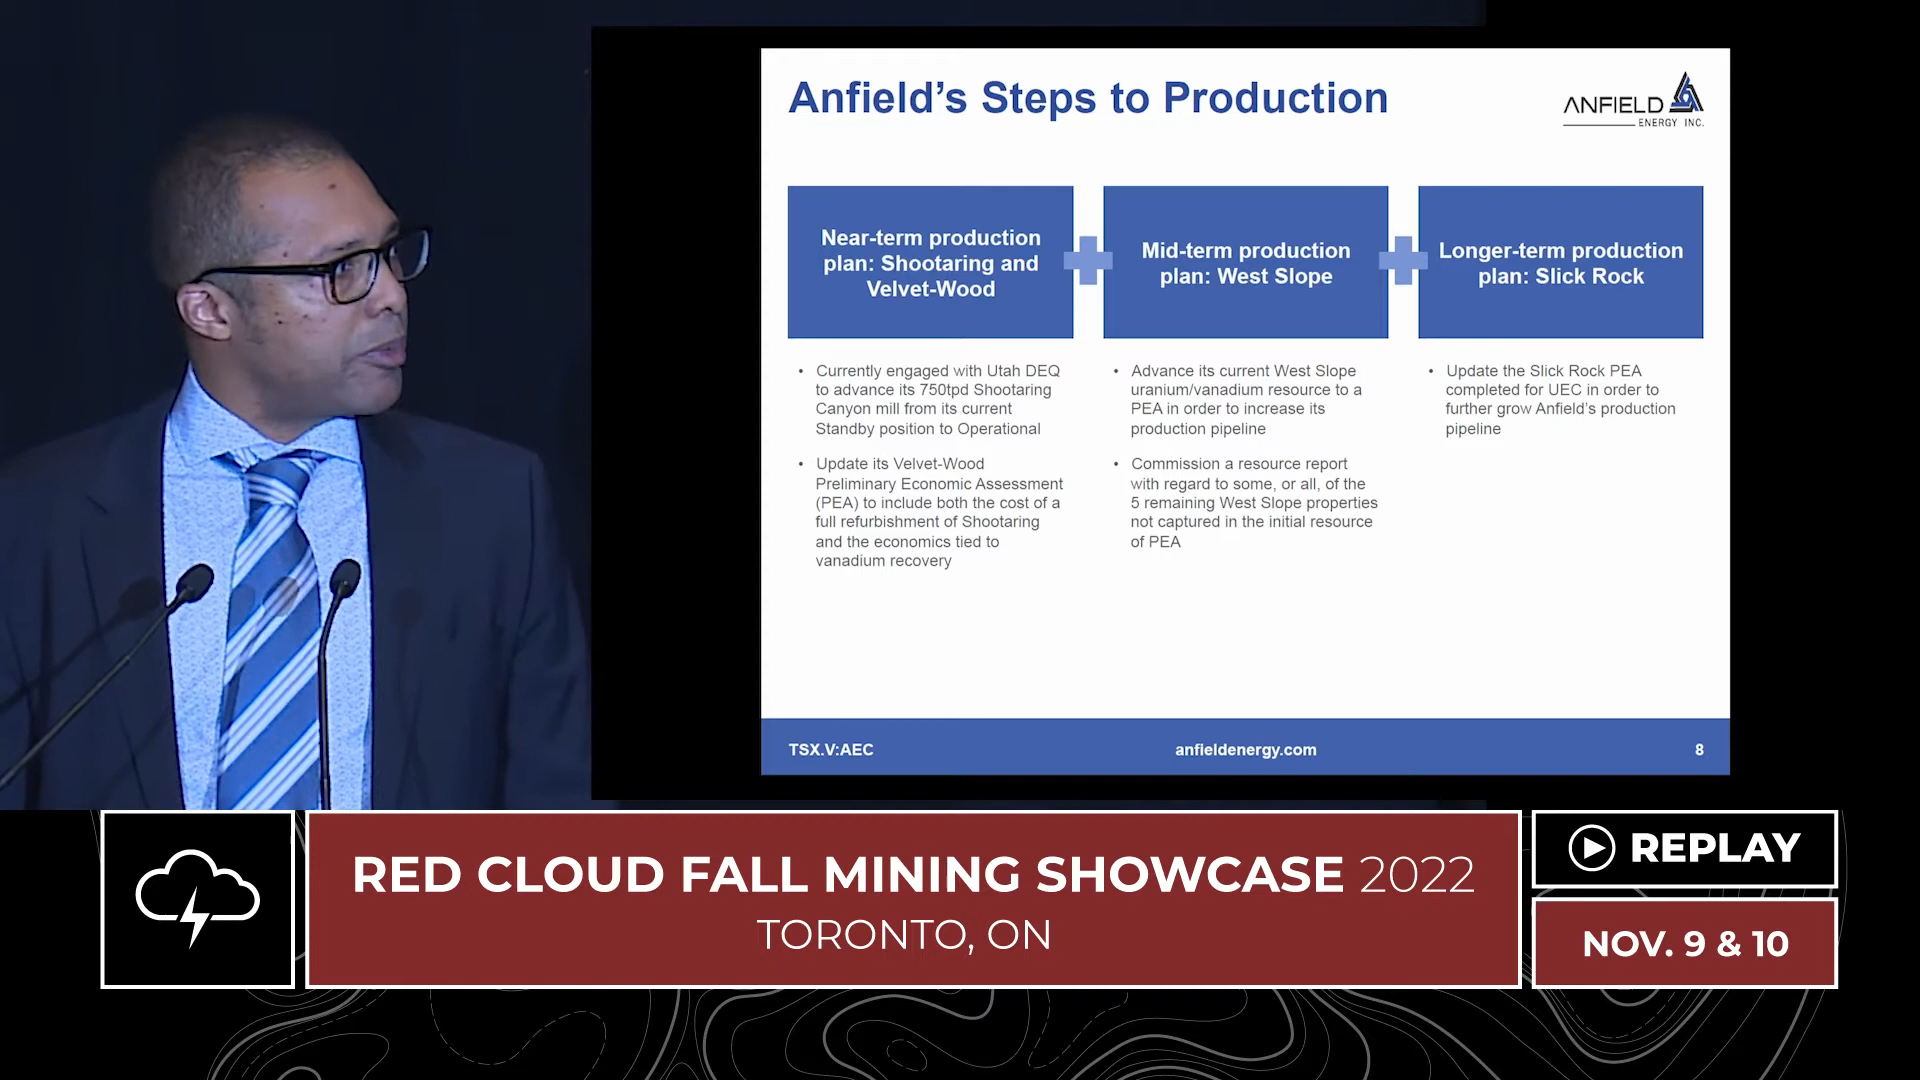 Anfield’s Steps to Production
ANFIELD
ENERGY INC.
Near-term production
plan: Shootaring and
Velvet-Wood
Mid-term production
plan: West Slope
Longer-term production
plan: Slick Rock
• Currently engaged with Utah DEQ
to advance its 750tpd Shootaring
Canyon mill from its current
Standby position to Operational
• Update its Velvet-Wood
Preliminary Economic Assessment
(PEA) to include both the cost of a
full refurbishment of Shootaring
and the economics tied to
vanadium recovery
• Advance its current West Slope
uranium/vanadium resource to a
PEA in order to increase its
production pipeline
• Commission a resource report
with regard to some, or all, of the
5 remaining West Slope properties
not captured in the initial resource
of PEA
• Update the Slick Rock PEA
completed for UEC in order to
further grow Anfield’s production
pipeline
TSX.V:AEC
anfieldenergy.com
8
RED CLOUD FALL MINING SHOWCASE 2022
TORONTO, ON
REPLAY
NOV. 9 & 10